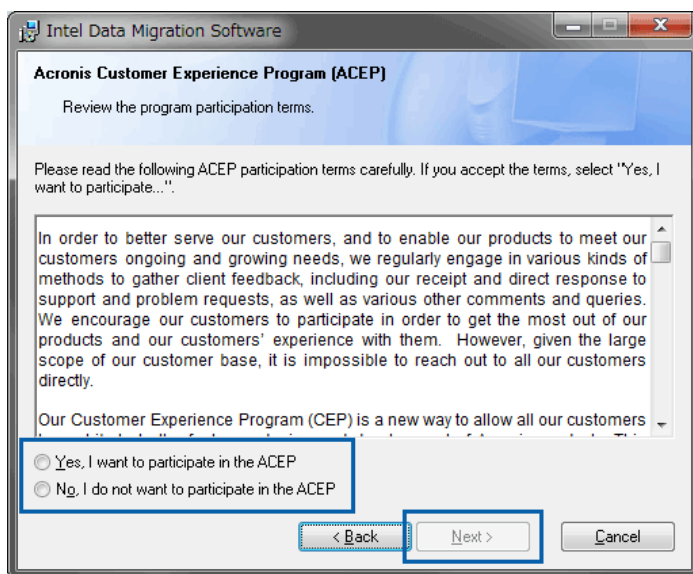 Intel Data Migration Software
Acronis Customer Experience Program (ACEP)
Review the program participation terms.
Please read the following ACEP participation terms carefully. If you accept the terms, select "Yes, I
want to participate...".
In order to better serve our customers, and to enable our products to meet our
customers ongoing and growing needs, we regularly engage in various kinds of
methods to gather client feedback, including our receipt and direct response to
support and problem requests, as well as various other comments and queries.
We encourage our customers to participate in order to get the most out of our
products and our customers' experience with them. However, given the large
scope of our customer base, it is impossible to reach out to all our customers
directly.
Our Customer Experience Program (CEP) is a new way to allow all our customers
Yes, I want to participate in the ACEP
No, I do not want to participate in the ACEP
< Back
Next >
Cancel